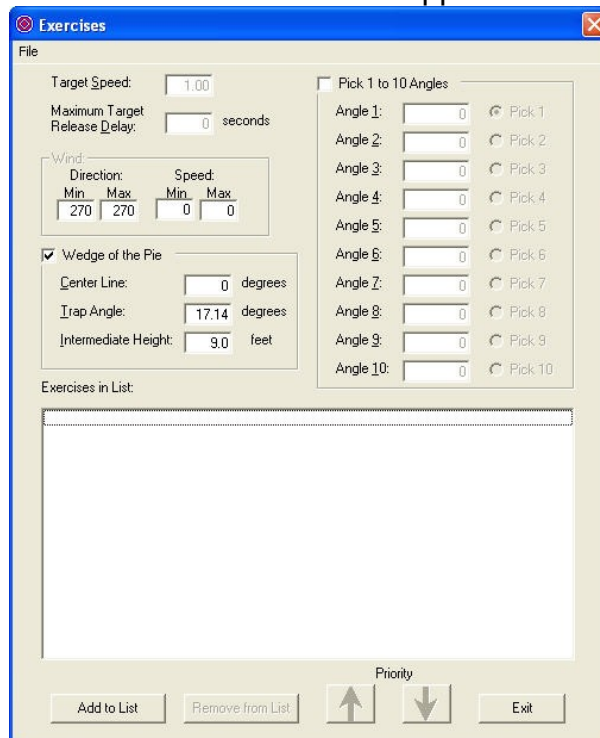 Exercises
File
Target Speed: 1.00
Maximum Target
Release Delay: 0 seconds
Wind:
Direction: Speed:
Min Max Min Max
270 270 0 0
Wedge of the Pie
Center Line: 0 degrees
Trap Angle: 17.14 degrees
Intermediate Height: 9.0 feet
Pick 1 to 10 Angles
Angle 1: 0 Pick 1
Angle 2: 0 Pick 2
Angle 3: 0 Pick 3
Angle 4: 0 Pick 4
Angle 5: 0 Pick 5
Angle 6: 0 Pick 6
Angle 7: 0 Pick 7
Angle 8: 0 Pick 8
Angle 9: 0 Pick 9
Angle 10: 0 Pick 10
Exercises in List:
Priority
Add to List Remove from List Exit